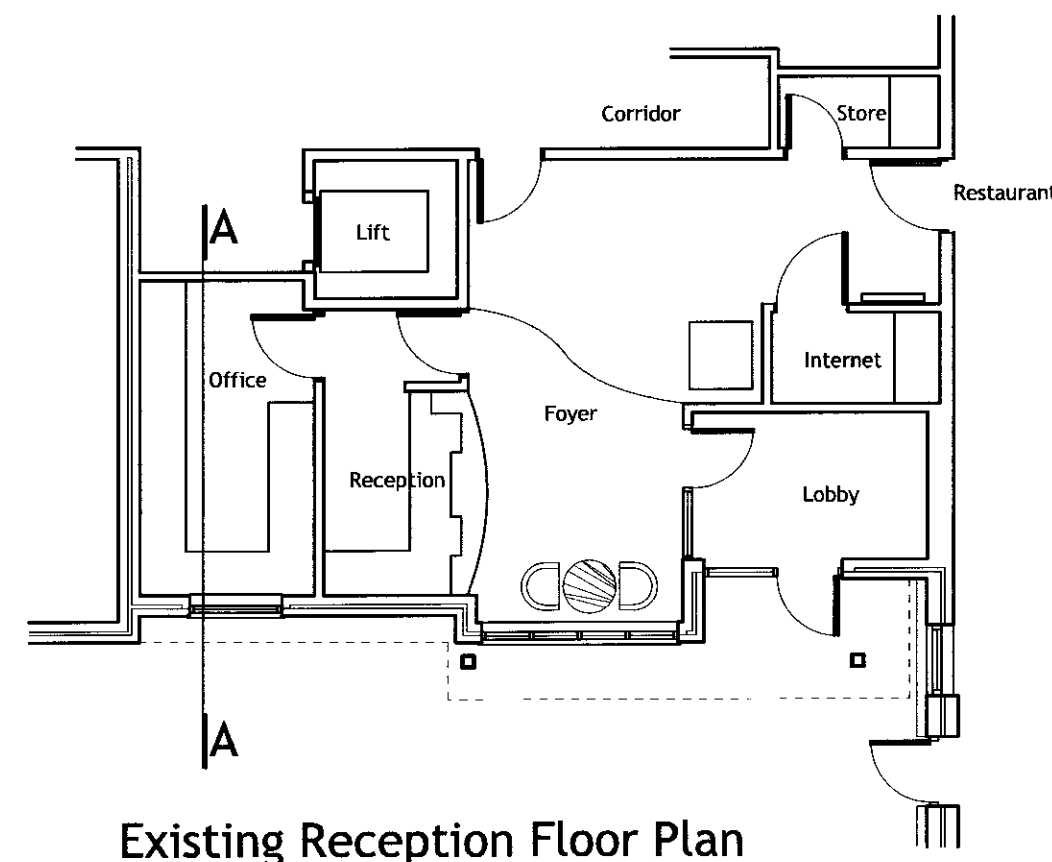 Corridor
Store
Restaurant
A
Lift
Office
Internet
Foyer
Reception
Lobby
A
Existing Reception Floor Plan